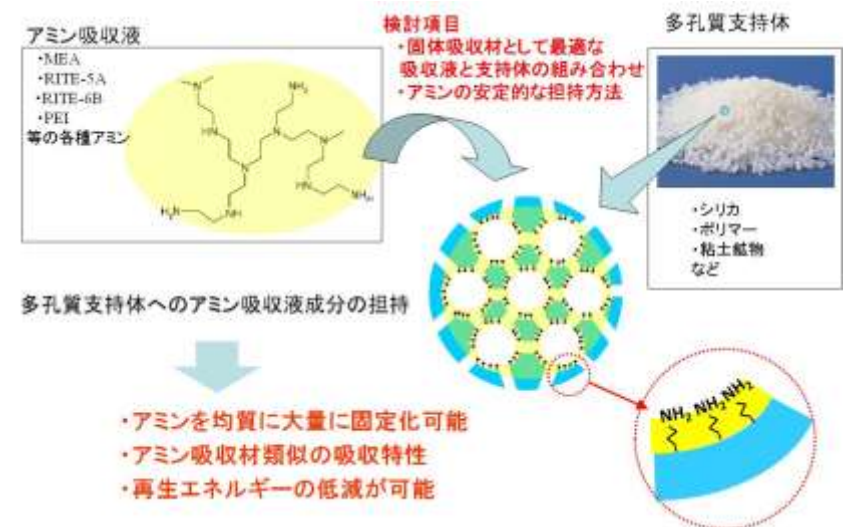 アミン吸収液
・MEA
・RITE-5A
・RITE-6B
・PEI
等の各種アミン
N
NH₂
NH
N
N
N
N
NH
NH
H₂N
NH
検討項目
・固体吸収材として最適な
吸収液と支持体の組み合わせ
・アミンの安定的な担持方法
多孔質支持体
・シリカ
・ポリマー
・粘土鉱物
など
多孔質支持体へのアミン吸収液成分の担持
・アミンを均質に大量に固定化可能
・アミン吸収材類似の吸収特性
・再生エネルギーの低減が可能
NH₂ NH₂ NH₂